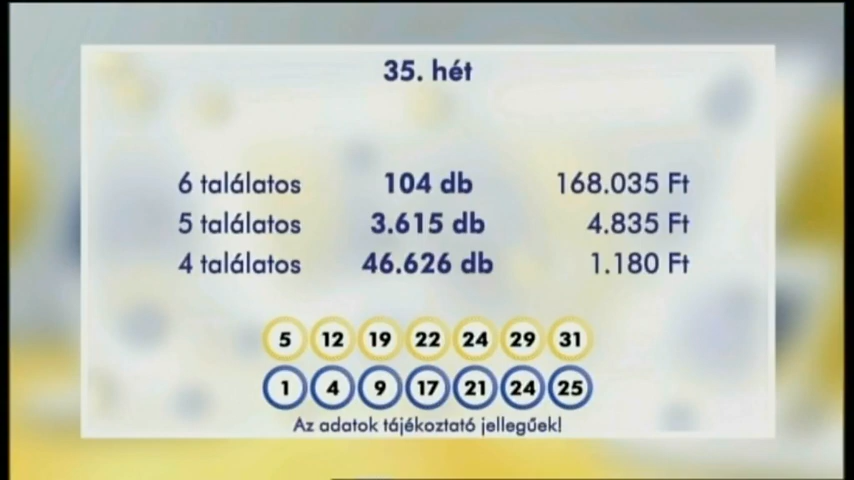 35. hét
6 találatos 104 db 168.035 Ft
5 találatos 3.615 db 4.835 Ft
4 találatos 46.626 db 1.180 Ft
5 12 19 22 24 29 31
1 4 9 17 21 24 25
Az adatok tájékoztató jellegűek!